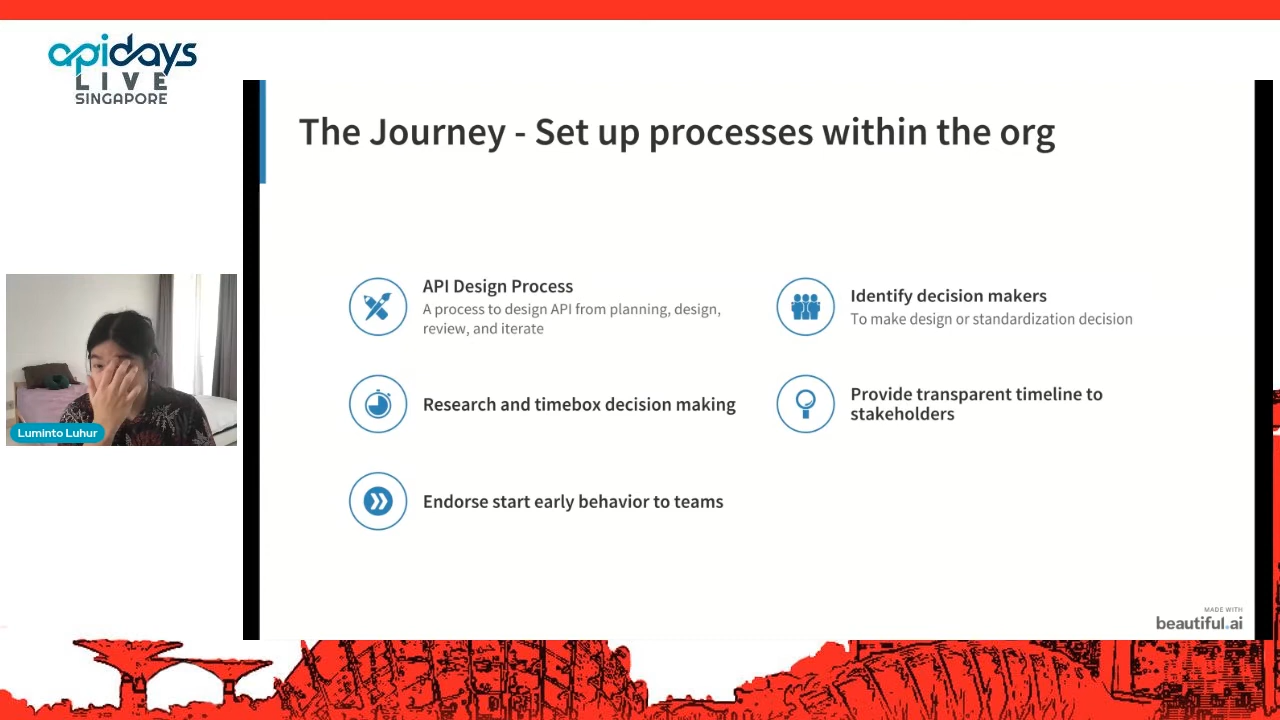 apidays
LIVE
SINGAPORE
The Journey - Set up processes within the org
API Design Process
A process to design API from planning, design,
review, and iterate
Identify decision makers
To make design or standardization decision
Research and timebox decision making
Provide transparent timeline to
stakeholders
Endorse start early behavior to teams
Luminto Luhur
MADE WITH
beautiful.ai